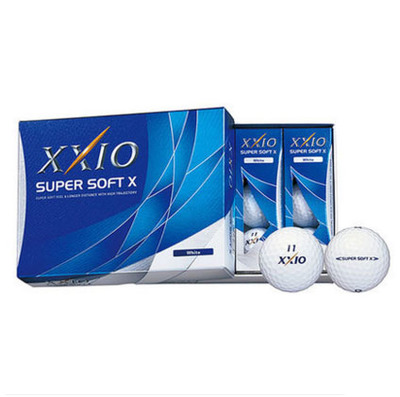 XXIO
SUPER SOFT X
SUPER SOFT FEEL & LONGER DISTANCE WITH HIGH TRAJECTORY
White
XXIO
SUPER SOFT X
White
XXIO
SUPER SOFT X
White
XXIO
11
XXIO
SUPER SOFT X